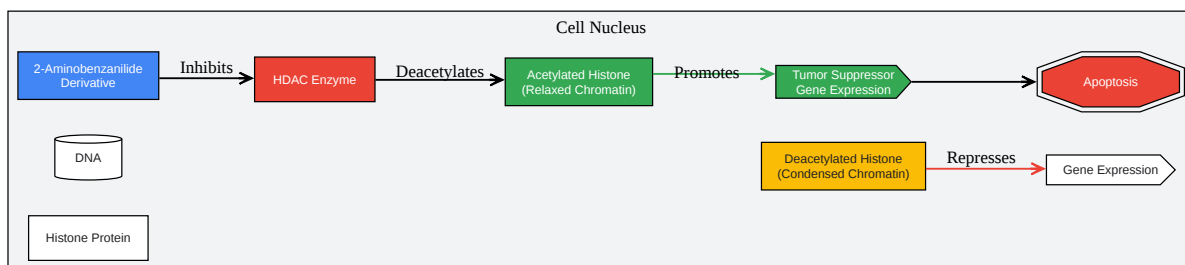 Cell Nucleus
2-Aminobenzanilide
Derivative
Inhibits
HDAC Enzyme
Deacetylates
Acetylated Histone
(Relaxed Chromatin)
Promotes
Tumor Suppressor
Gene Expression
Apoptosis
DNA
Deacetylated Histone
(Condensed Chromatin)
Represses
Gene Expression
Histone Protein